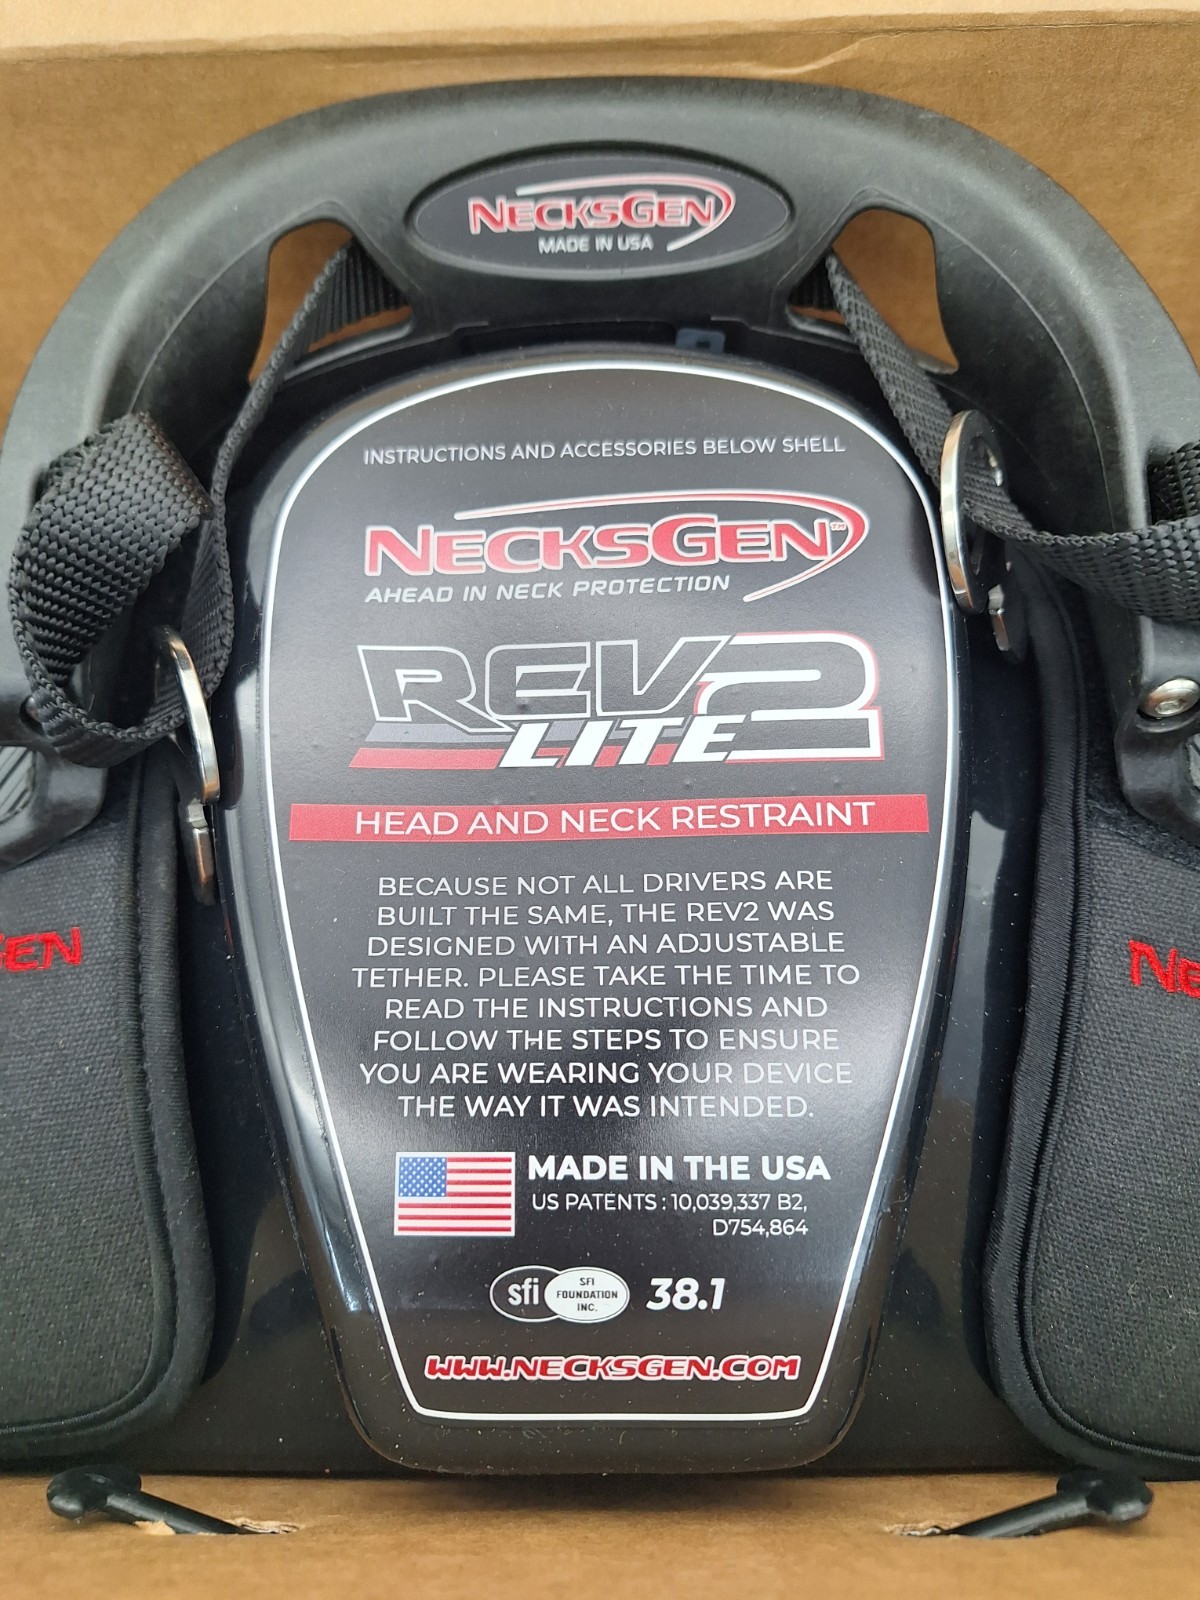 NECKSGEN
MADE IN USA
INSTRUCTIONS AND ACCESSORIES BELOW SHELL
NECKSGEN™
AHEAD IN NECK PROTECTION
REV2
LITE
HEAD AND NECK RESTRAINT
BECAUSE NOT ALL DRIVERS ARE
BUILT THE SAME, THE REV2 WAS
DESIGNED WITH AN ADJUSTABLE
TETHER. PLEASE TAKE THE TIME TO
READ THE INSTRUCTIONS AND
FOLLOW THE STEPS TO ENSURE
YOU ARE WEARING YOUR DEVICE
THE WAY IT WAS INTENDED.
MADE IN THE USA
US PATENTS : 10,039,337 B2,
D754,864
sfi SFI FOUNDATION INC. 38.1
WWW.NECKSGEN.COM
GEN
NE